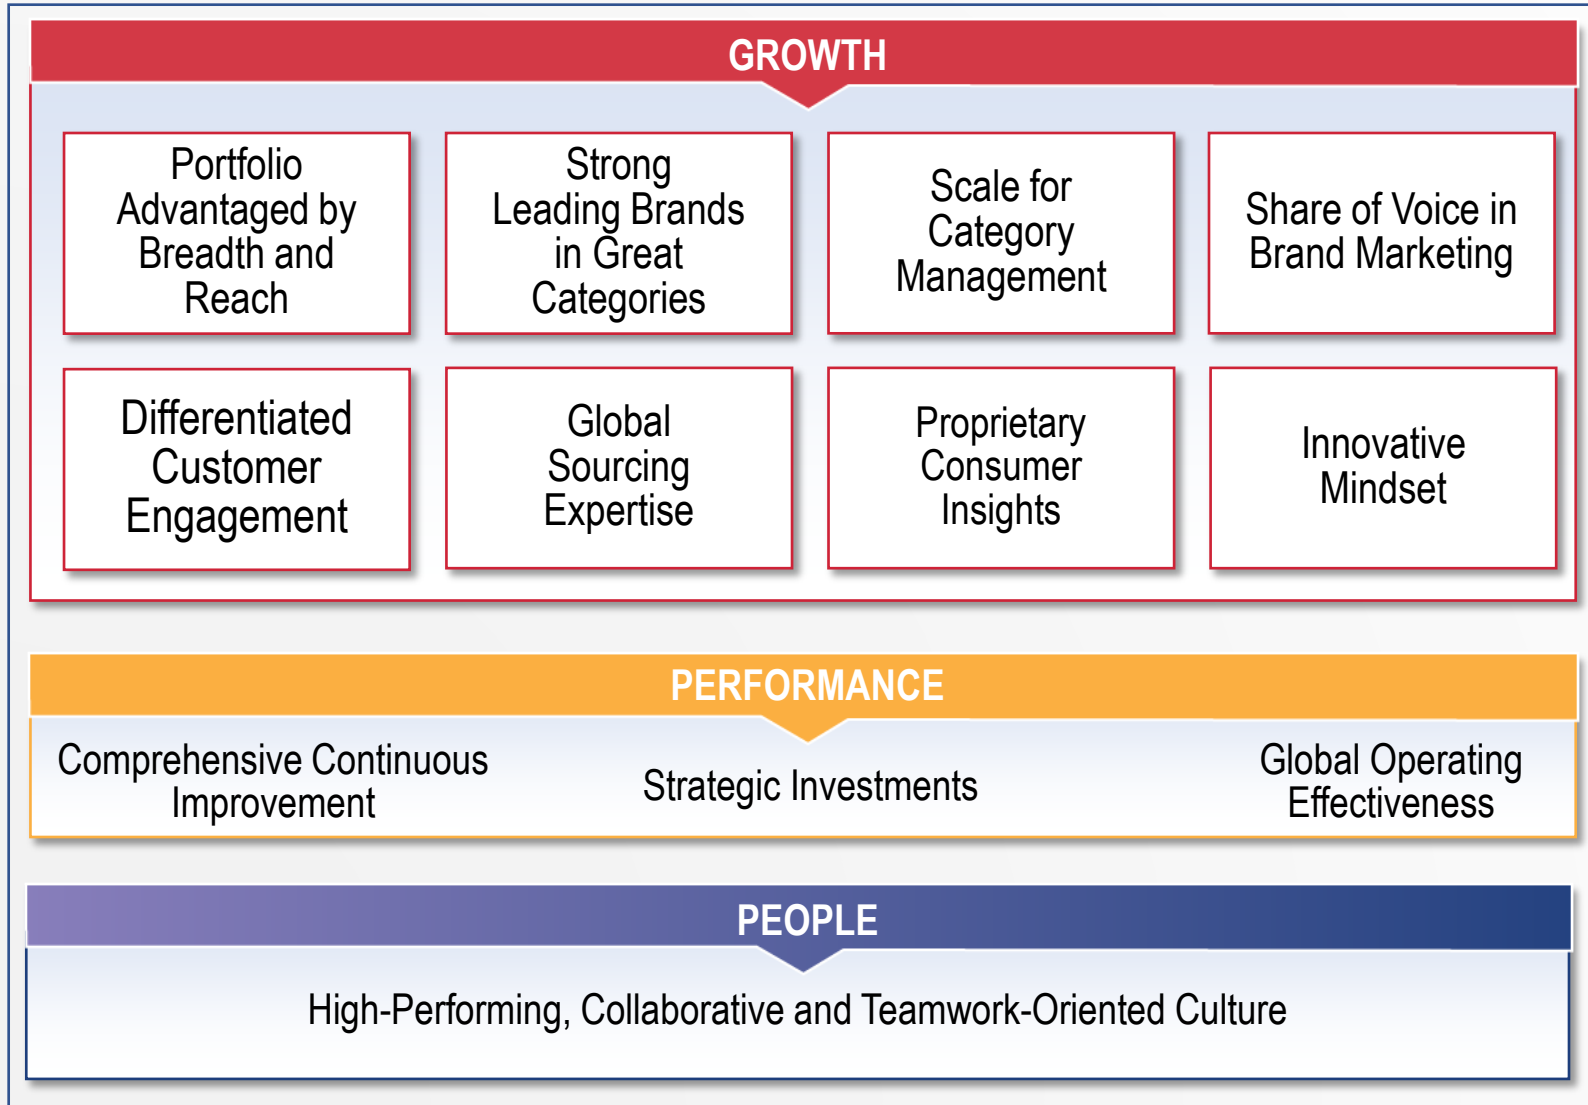 GROWTH
Portfolio
Advantaged by
Breadth and
Reach
Strong
Leading Brands
in Great
Categories
Scale for
Category
Management
Share of Voice in
Brand Marketing
Differentiated
Customer
Engagement
Global
Sourcing
Expertise
Proprietary
Consumer
Insights
Innovative
Mindset
PERFORMANCE
Comprehensive Continuous
Improvement
Strategic Investments
Global Operating
Effectiveness
PEOPLE
High-Performing, Collaborative and Teamwork-Oriented Culture